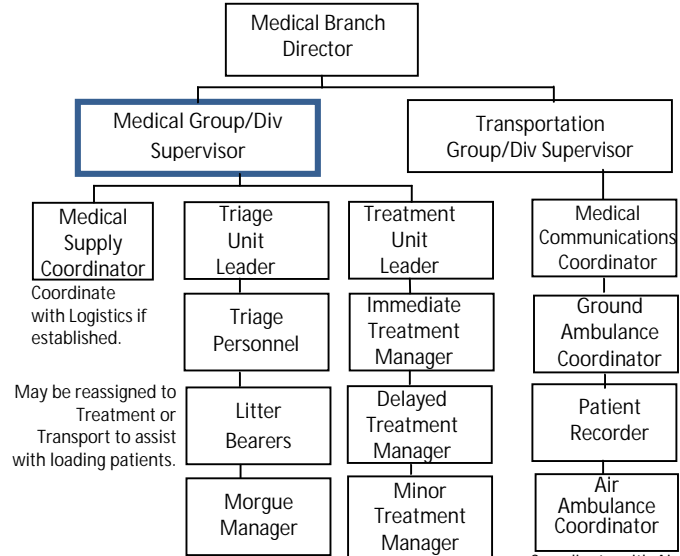 Medical Branch
Director
Medical Group/Div
Supervisor
Transportation
Group/Div Supervisor
Medical
Supply
Coordinator
Coordinate
with Logistics if
established.
Triage
Unit
Leader
Treatment
Unit
Leader
Medical
Communications
Coordinator
Triage
Personnel
Immediate
Treatment
Manager
Ground
Ambulance
Coordinator
May be reassigned to
Treatment or
Transport to assist
with loading patients.
Litter
Bearers
Delayed
Treatment
Manager
Patient
Recorder
Morgue
Manager
Minor
Treatment
Manager
Air
Ambulance
Coordinator